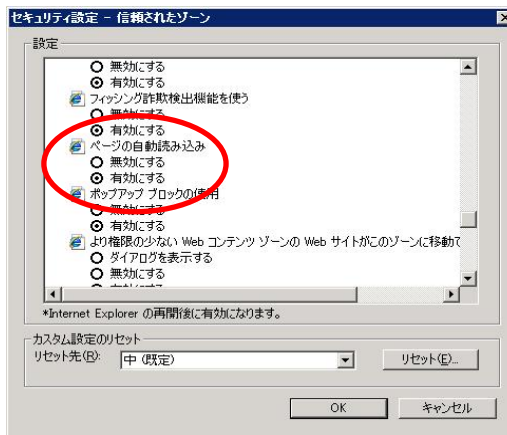 セキュリティ設定 - 信頼されたゾーン
設定
無効にする
有効にする
フィッシング詐欺検出機能を使う
無効にする
有効にする
ページの自動読み込み
無効にする
有効にする
ポップアップ ブロックの使用
無効にする
有効にする
より権限の少ない Web コンテンツ ゾーンの Web サイトがこのゾーンに移動で
ダイアログを表示する
無効にする
*Internet Explorer の再開後に有効になります。
カスタム設定のリセット
リセット先(R): 中 (既定) リセット(E)...
OK キャンセル